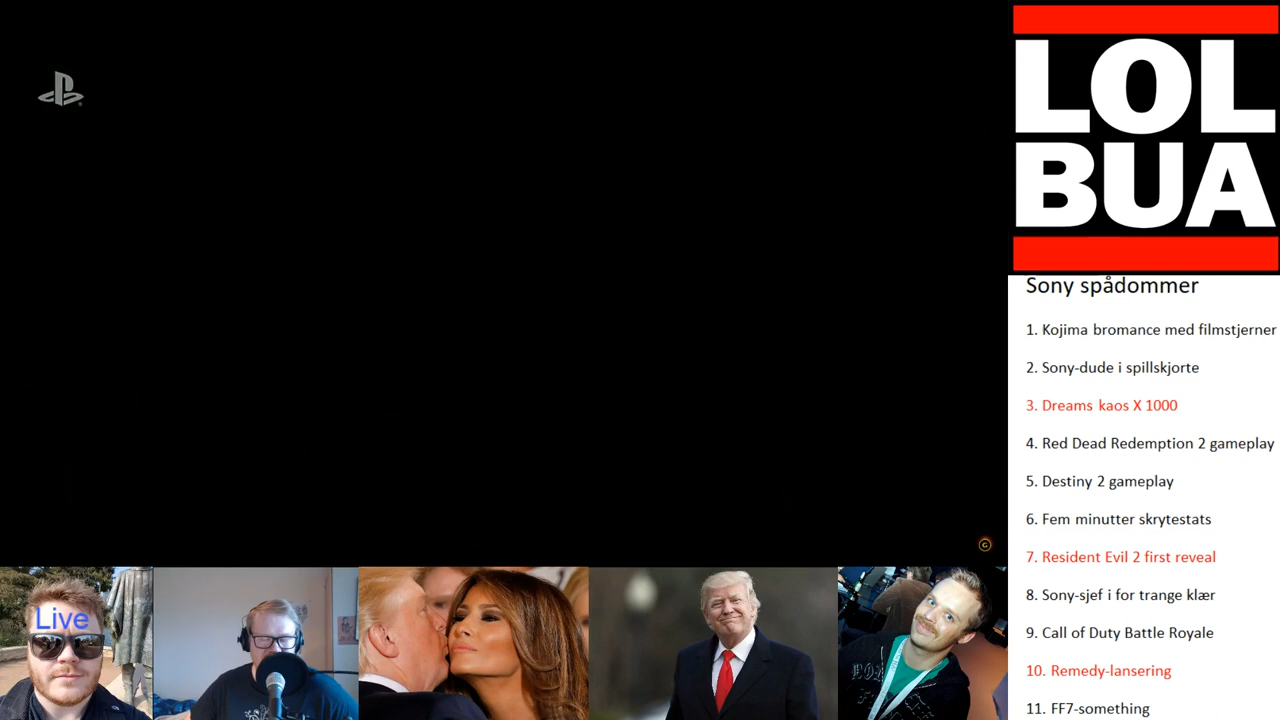 LOL
BUA
Sony spådommer
1. Kojima bromance med filmstjerner
2. Sony-dude i spillskjorte
3. Dreams kaos X 1000
4. Red Dead Redemption 2 gameplay
5. Destiny 2 gameplay
6. Fem minutter skrytestats
7. Resident Evil 2 first reveal
8. Sony-sjef i for trange klær
9. Call of Duty Battle Royale
10. Remedy-lansering
11. FF7-something
Live